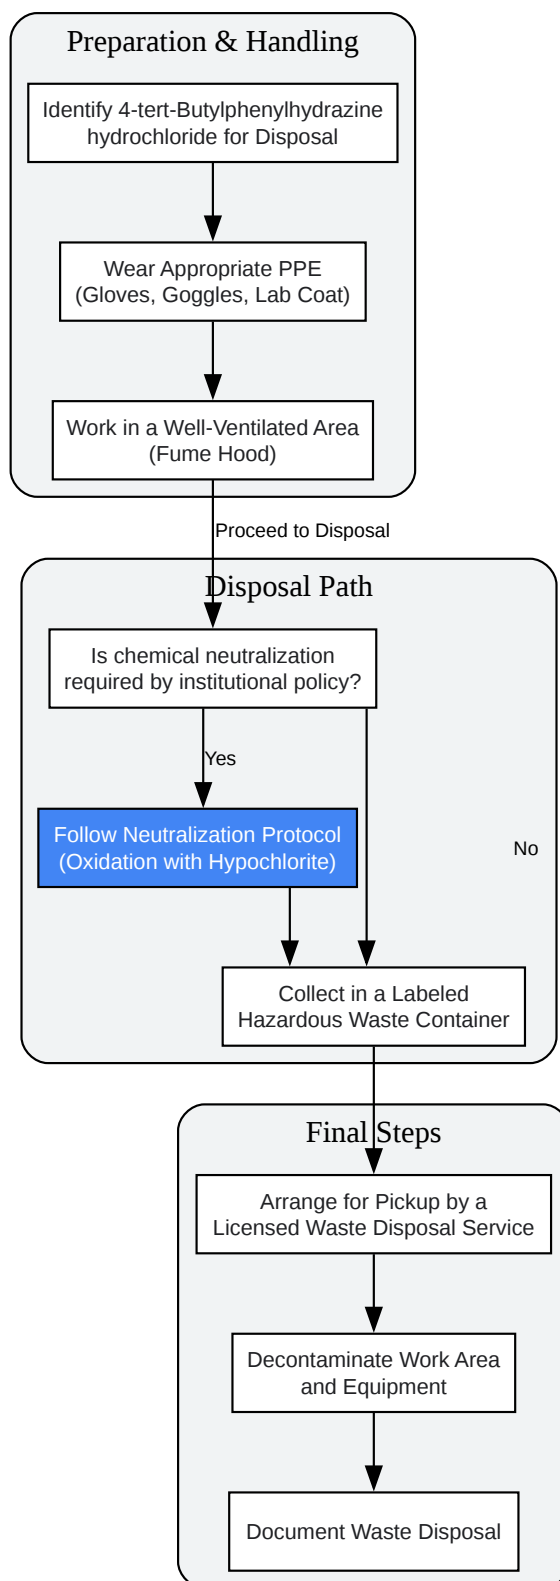 Preparation & Handling
Identify 4-tert-Butylphenylhydrazine
hydrochloride for Disposal
Wear Appropriate PPE
(Gloves, Goggles, Lab Coat)
Work in a Well-Ventilated Area
(Fume Hood)
Proceed to Disposal
Disposal Path
Is chemical neutralization
required by institutional policy?
Yes
Follow Neutralization Protocol
(Oxidation with Hypochlorite)
No
Collect in a Labeled
Hazardous Waste Container
Final Steps
Arrange for Pickup by a
Licensed Waste Disposal Service
Decontaminate Work Area
and Equipment
Document Waste Disposal